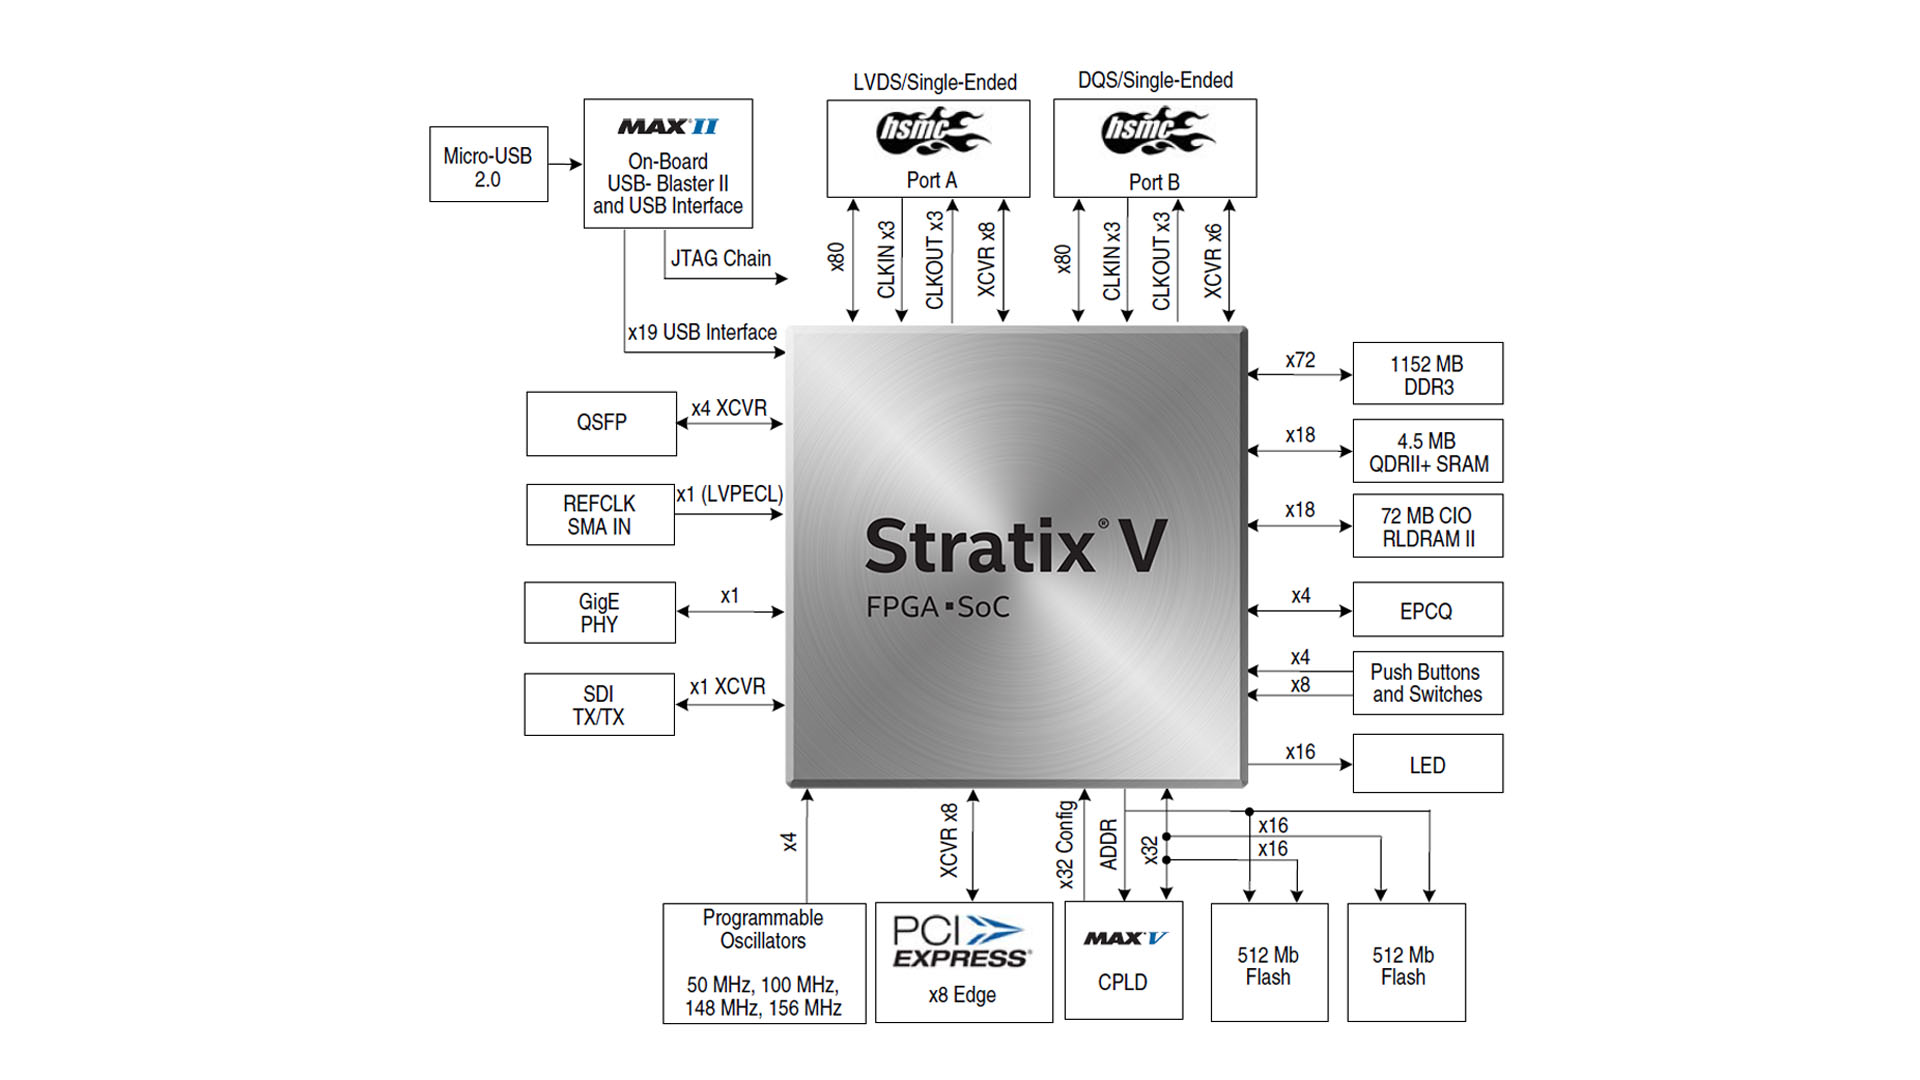 LVDS/Single-Ended
DQS/Single-Ended
Micro-USB
2.0
MAX II
On-Board
USB- Blaster II
and USB Interface
hsmc
Port A
hsmc
Port B
JTAG Chain
x19 USB Interface
x80
CLKIN x3
CLKOUT x3
XCVR x8
x80
CLKIN x3
CLKOUT x3
XCVR x6
QSFP
x4 XCVR
REFCLK
SMA IN
x1 (LVPECL)
GigE
PHY
x1
SDI
TX/TX
x1 XCVR
Stratix® V
FPGA ▪ SoC
x72
1152 MB
DDR3
x18
4.5 MB
QDRII+ SRAM
x18
72 MB CIO
RLDRAM II
x4
EPCQ
x4
x8
Push Buttons
and Switches
x16
LED
x4
XCVR x8
x32 Config
ADDR
x32
x16
x16
Programmable
Oscillators
50 MHz, 100 MHz,
148 MHz, 156 MHz
PCI
EXPRESS®
x8 Edge
MAX V
CPLD
512 Mb
Flash
512 Mb
Flash